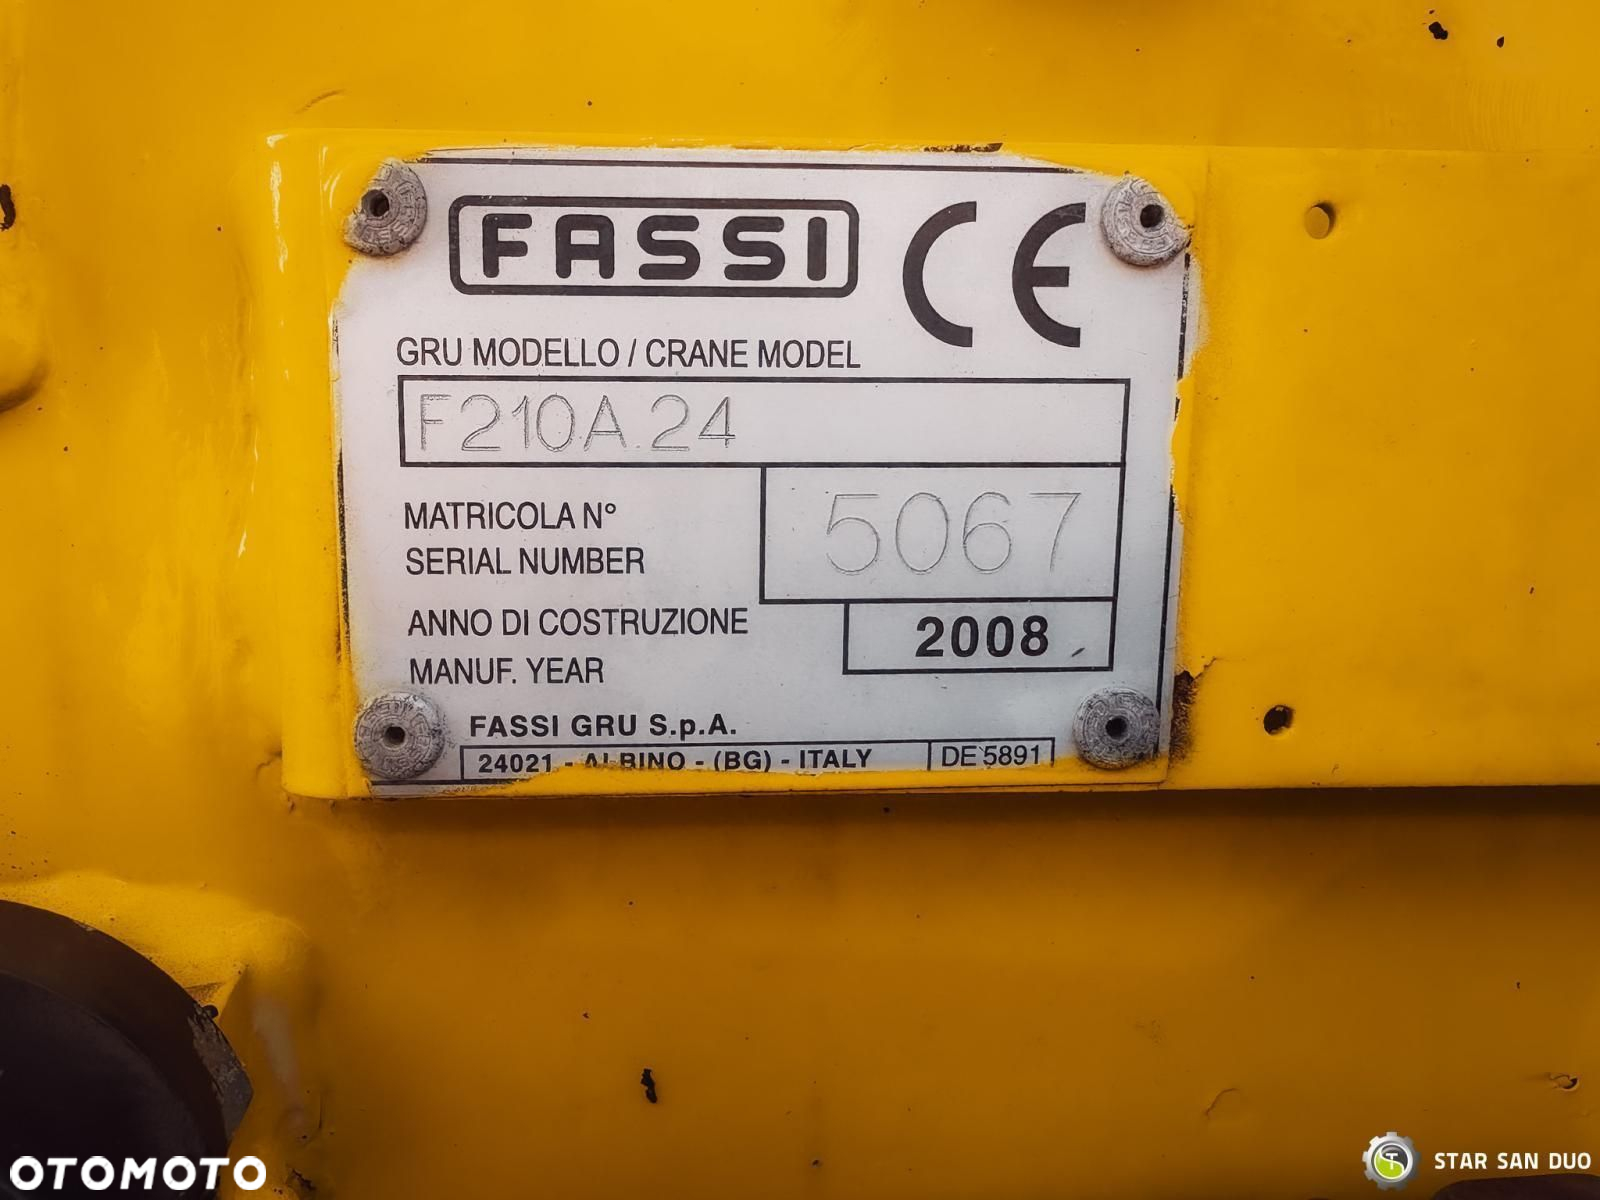 FASSI CE
GRU MODELLO / CRANE MODEL
F210A.24
MATRICOLA N°
SERIAL NUMBER
5067
ANNO DI COSTRUZIONE
MANUF. YEAR
2008
FASSI GRU S.p.A.
24021 - ALBINO - (BG) - ITALY DE 5891
OTOMOTO
STAR SAN DUO